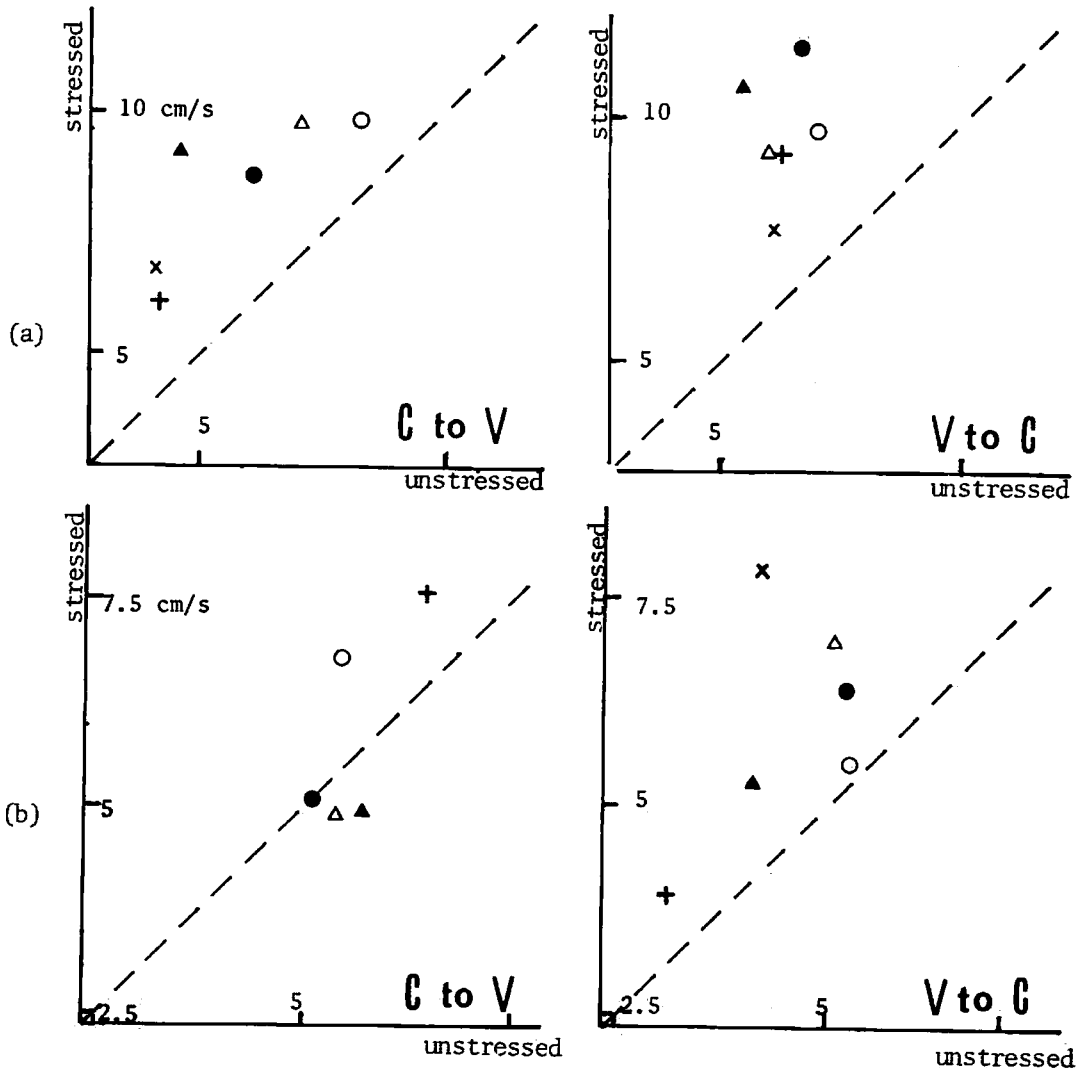 (a)
stressed
10 cm/s
5
5
C to V
unstressed
stressed
10
5
5
V to C
unstressed
(b)
stressed
7.5 cm/s
5
2.5
5
C to V
unstressed
stressed
7.5
5
2.5
5
V to C
unstressed